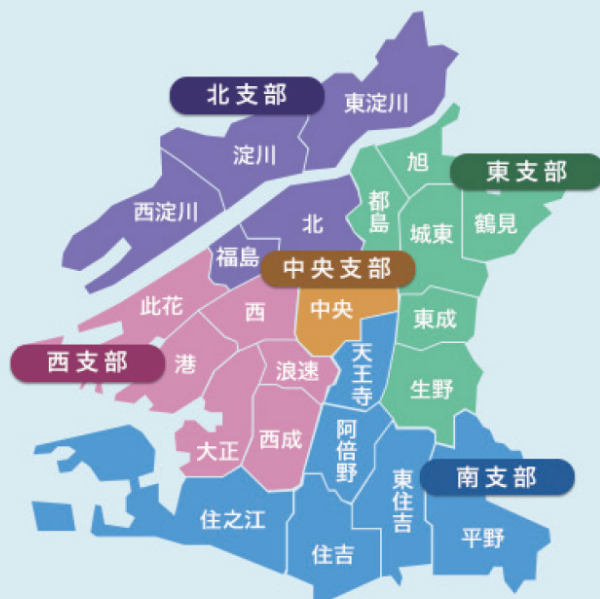 北支部
東淀川
淀川
旭
東支部
西淀川
都島
城東
鶴見
北
福島
中央支部
此花
西
中央
東成
西支部
港
浪速
天王寺
生野
大正
西成
阿倍野
東住吉
南支部
住之江
住吉
平野